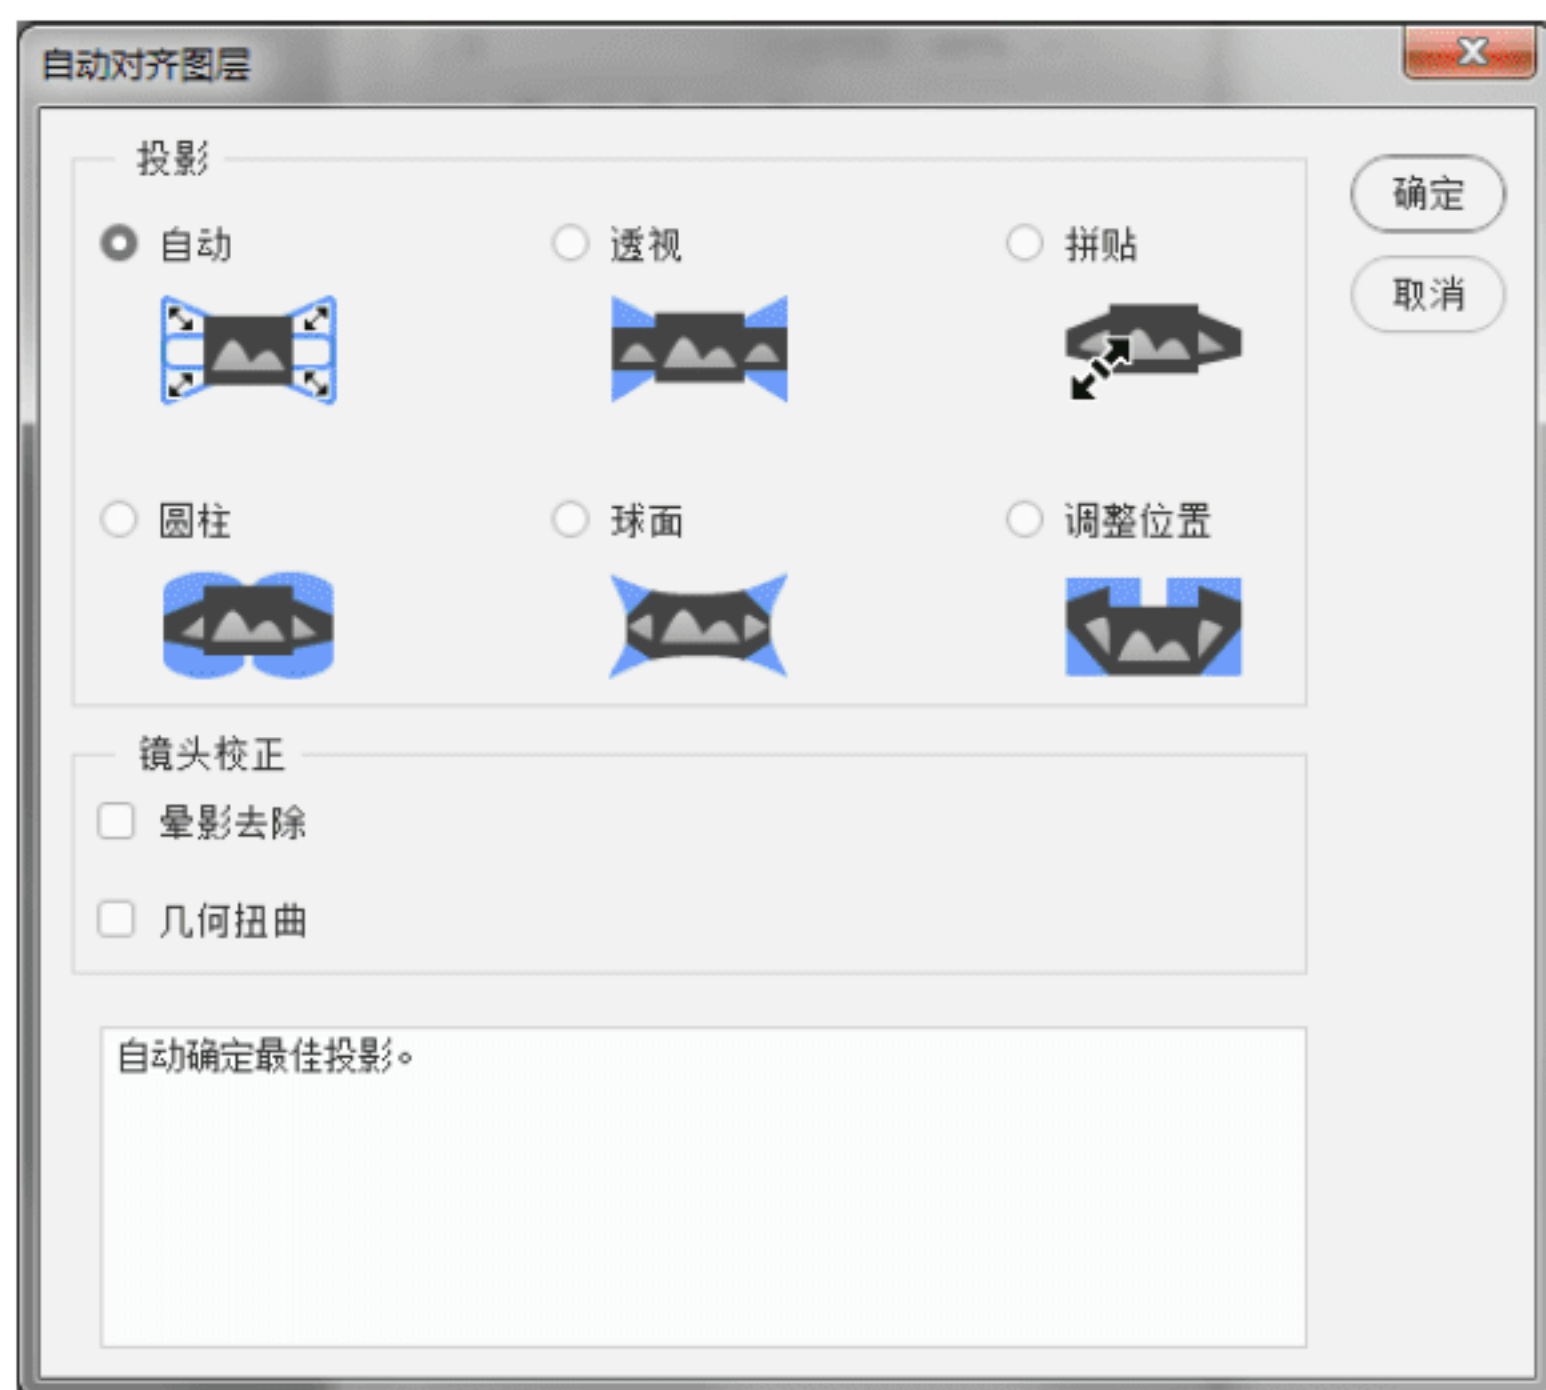 自动对齐图层
投影
自动 透视 拼贴
确定
取消
圆柱 球面 调整位置
镜头校正
晕影去除
几何扭曲
自动确定最佳投影。